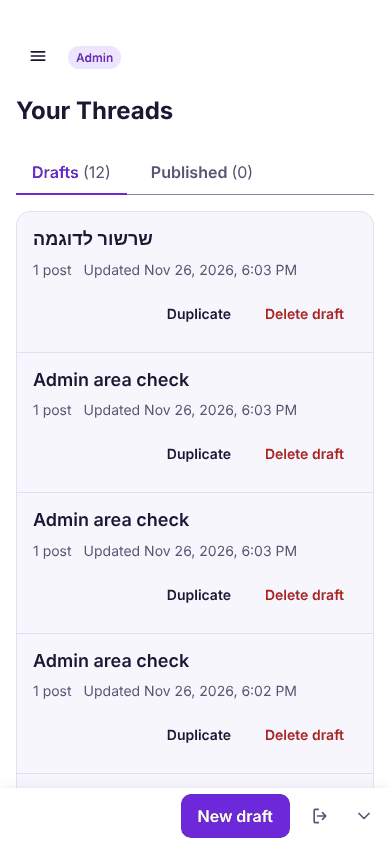 Admin
Your Threads
Drafts (12) Published (0)
שרשור לדוגמה
1 post Updated Nov 26, 2026, 6:03 PM
Duplicate Delete draft
Admin area check
1 post Updated Nov 26, 2026, 6:03 PM
Duplicate Delete draft
Admin area check
1 post Updated Nov 26, 2026, 6:03 PM
Duplicate Delete draft
Admin area check
1 post Updated Nov 26, 2026, 6:02 PM
Duplicate Delete draft
New draft